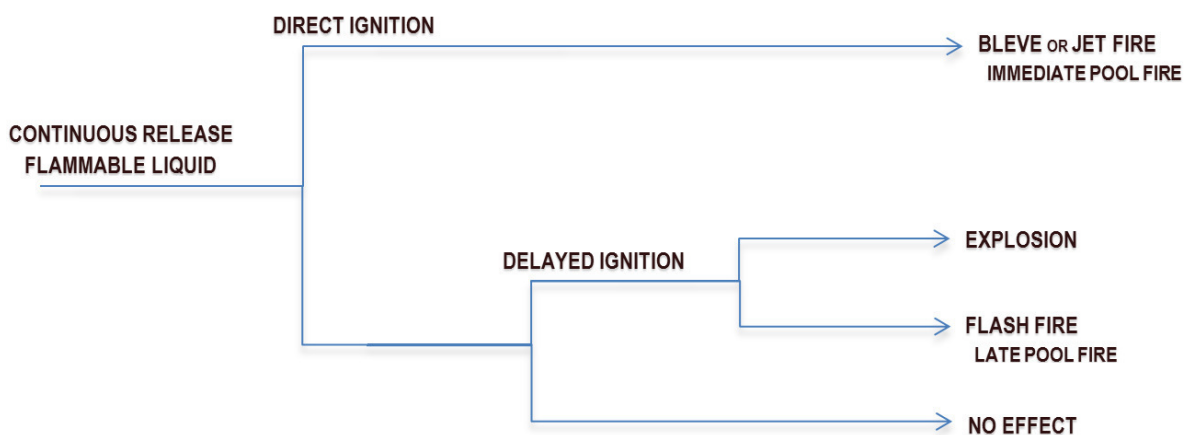 DIRECT IGNITION
BLEVE OR JET FIRE
IMMEDIATE POOL FIRE
CONTINUOUS RELEASE
FLAMMABLE LIQUID
EXPLOSION
DELAYED IGNITION
FLASH FIRE
LATE POOL FIRE
NO EFFECT